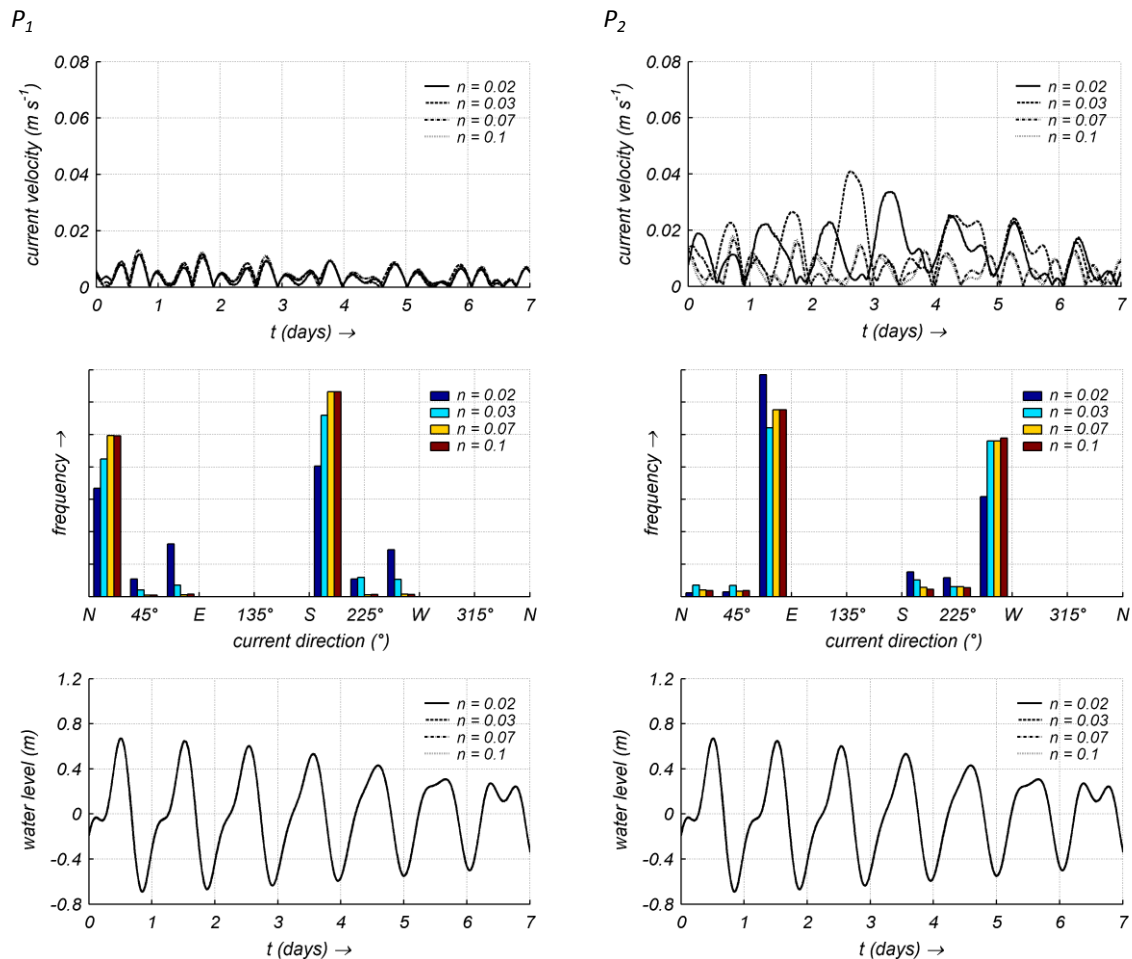 P1
P2
0.08
0.06
0.04
0.02
0
current velocity (m s-1)
n = 0.02
n = 0.03
n = 0.07
n = 0.1
0 1 2 3 4 5 6 7
t (days) →
0.08
0.06
0.04
0.02
0
current velocity (m s-1)
n = 0.02
n = 0.03
n = 0.07
n = 0.1
0 1 2 3 4 5 6 7
t (days) →
frequency →
n = 0.02
n = 0.03
n = 0.07
n = 0.1
N 45° E 135° S 225° W 315° N
current direction (°)
frequency →
n = 0.02
n = 0.03
n = 0.07
n = 0.1
N 45° E 135° S 225° W 315° N
current direction (°)
1.2
0.8
0.4
0
-0.4
-0.8
water level (m)
n = 0.02
n = 0.03
n = 0.07
n = 0.1
0 1 2 3 4 5 6 7
t (days) →
1.2
0.8
0.4
0
-0.4
-0.8
water level (m)
n = 0.02
n = 0.03
n = 0.07
n = 0.1
0 1 2 3 4 5 6 7
t (days) →